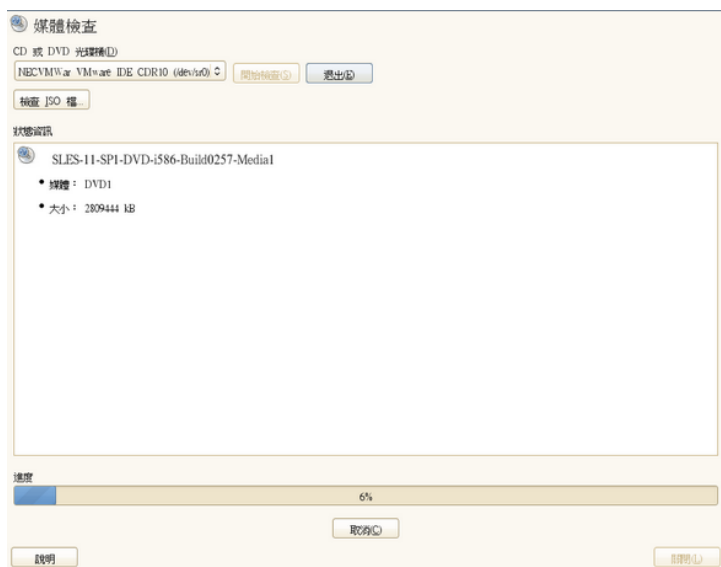 媒體檢查
CD 或 DVD 光碟機(D)
NECVMWar VMware IDE CDR10 (/dev/sr0)
開始檢查(S)
退出(E)
檢查 ISO 檔...
狀態資訊
SLES-11-SP1-DVD-i586-Build0257-Media1
• 媒體： DVD1
• 大小： 2809444 kB
進度
6%
取消(C)
說明
關閉(L)